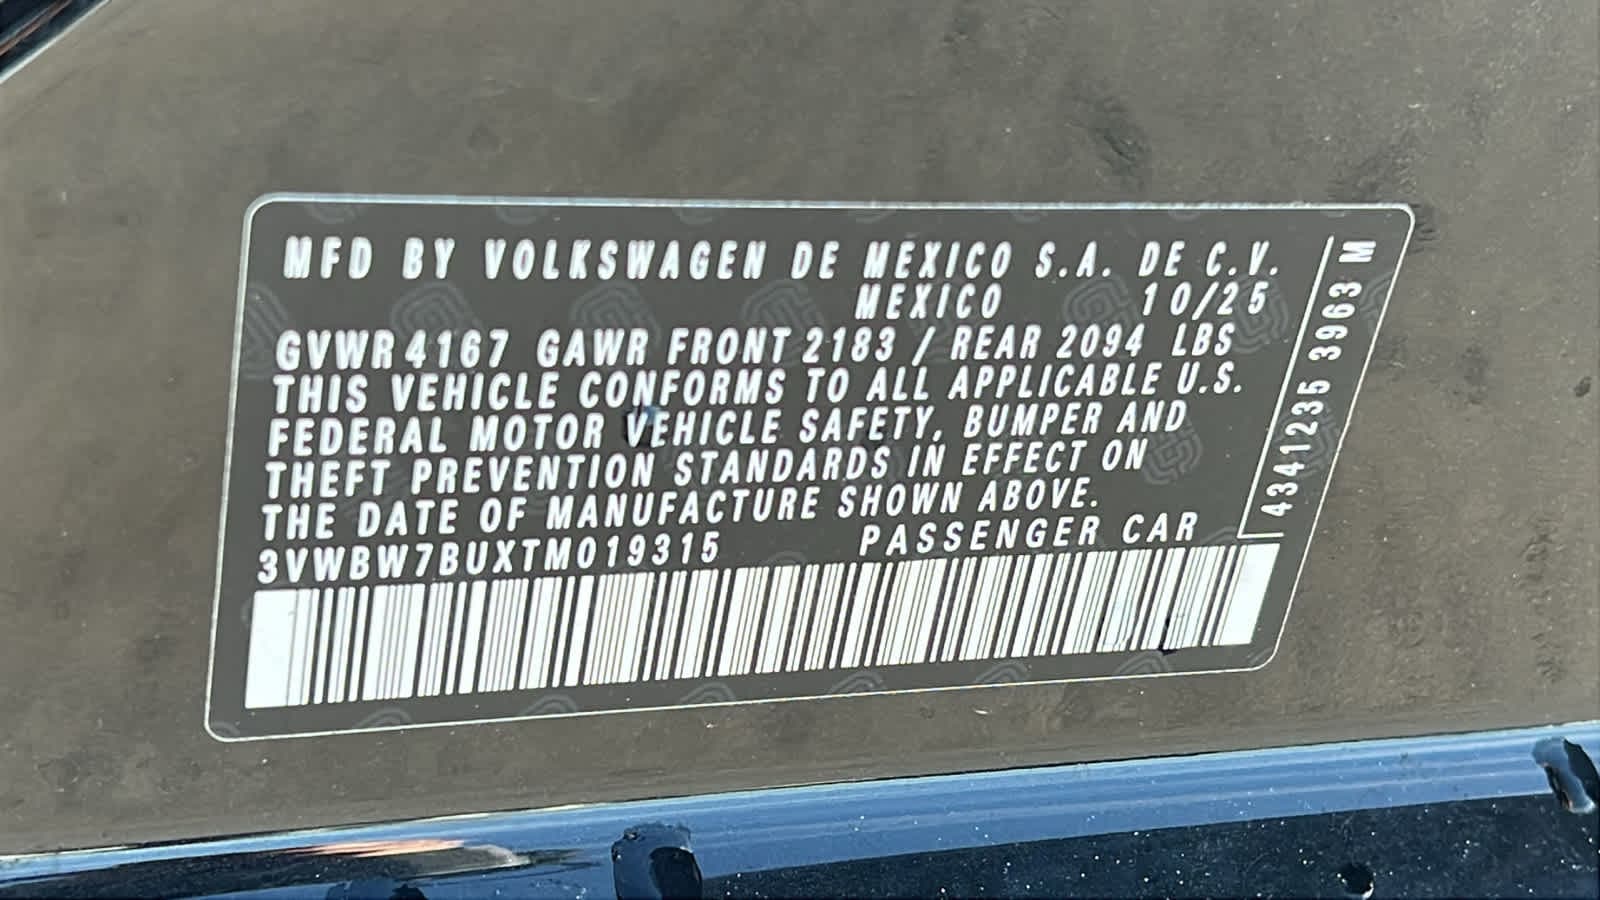 MFD BY VOLKSWAGEN DE MEXICO S.A. DE C.V.
MEXICO 10/25
GVWR 4167 GAWR FRONT 2183 / REAR 2094 LBS
THIS VEHICLE CONFORMS TO ALL APPLICABLE U.S.
FEDERAL MOTOR VEHICLE SAFETY, BUMPER AND
THEFT PREVENTION STANDARDS IN EFFECT ON
THE DATE OF MANUFACTURE SHOWN ABOVE.
3VWBW7BUXTM019315 PASSENGER CAR
4341235 3963 M